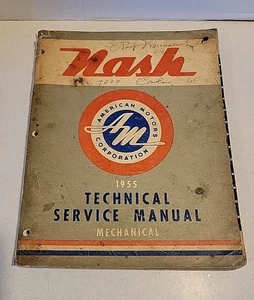 Nash
AMERICAN MOTORS
AM
CORPORATION
1955
TECHNICAL
SERVICE MANUAL
MECHANICAL